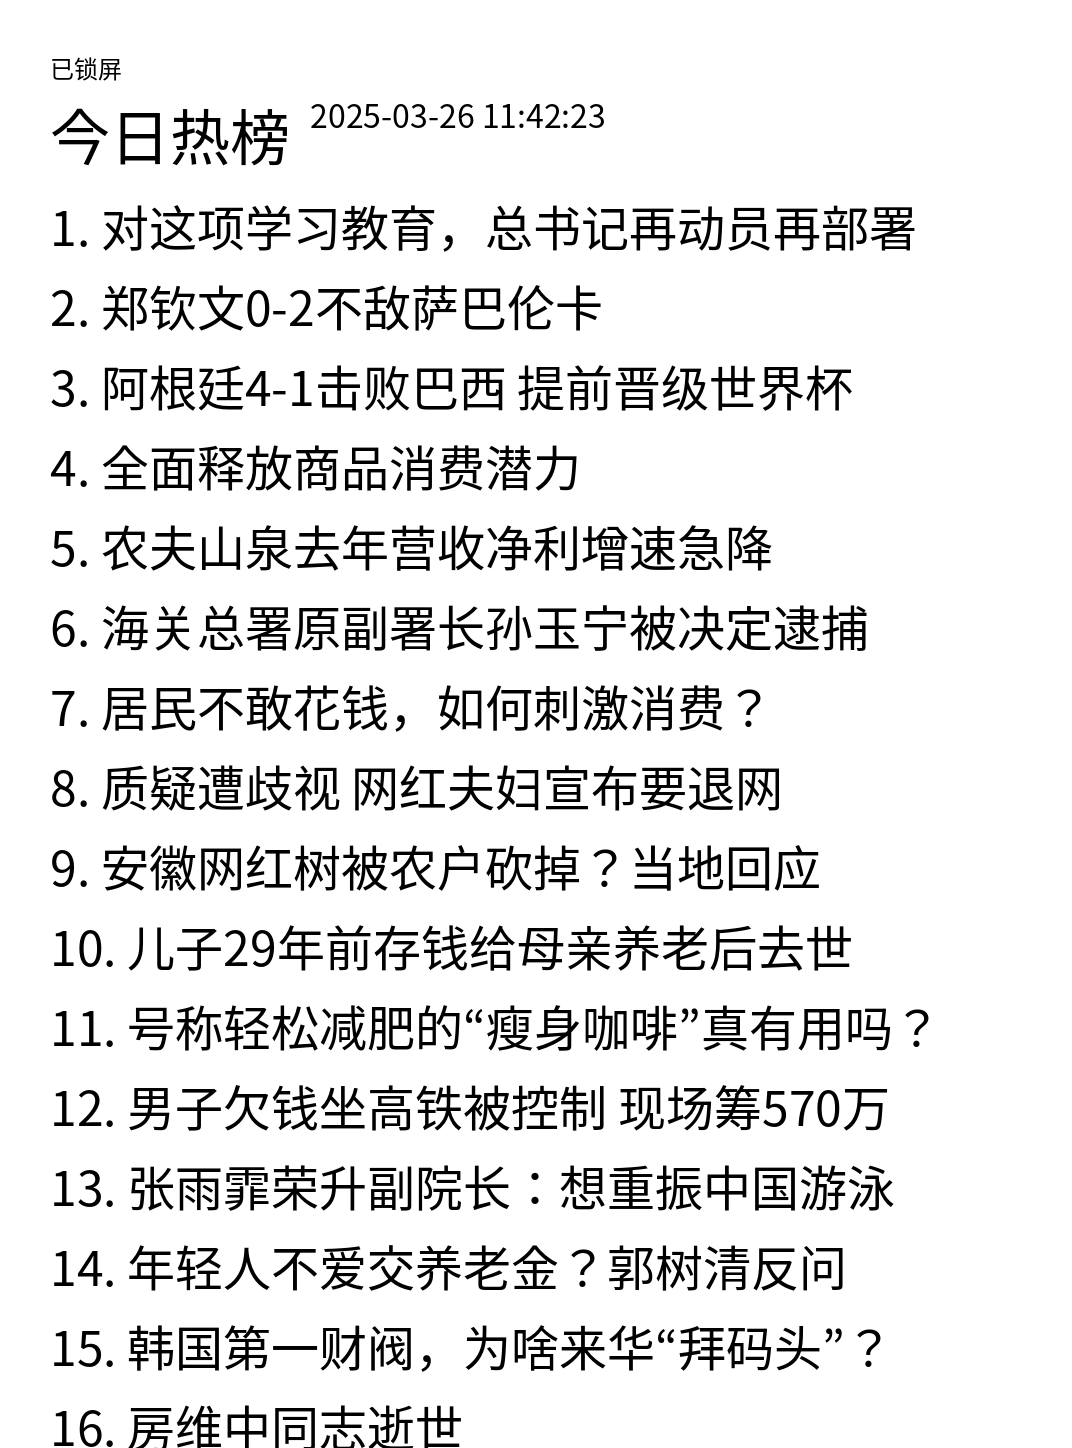 已锁屏
今日热榜 2025-03-26 11:42:23
1. 对这项学习教育，总书记再动员再部署
2. 郑钦文0-2不敌萨巴伦卡
3. 阿根廷4-1击败巴西 提前晋级世界杯
4. 全面释放商品消费潜力
5. 农夫山泉去年营收净利增速急降
6. 海关总署原副署长孙玉宁被决定逮捕
7. 居民不敢花钱，如何刺激消费？
8. 质疑遭歧视 网红夫妇宣布要退网
9. 安徽网红树被农户砍掉？当地回应
10. 儿子29年前存钱给母亲养老后去世
11. 号称轻松减肥的“瘦身咖啡”真有用吗？
12. 男子欠钱坐高铁被控制 现场筹570万
13. 张雨霏荣升副院长：想重振中国游泳
14. 年轻人不爱交养老金？郭树清反问
15. 韩国第一财阀，为啥来华“拜码头”？
16. 房维中同志逝世